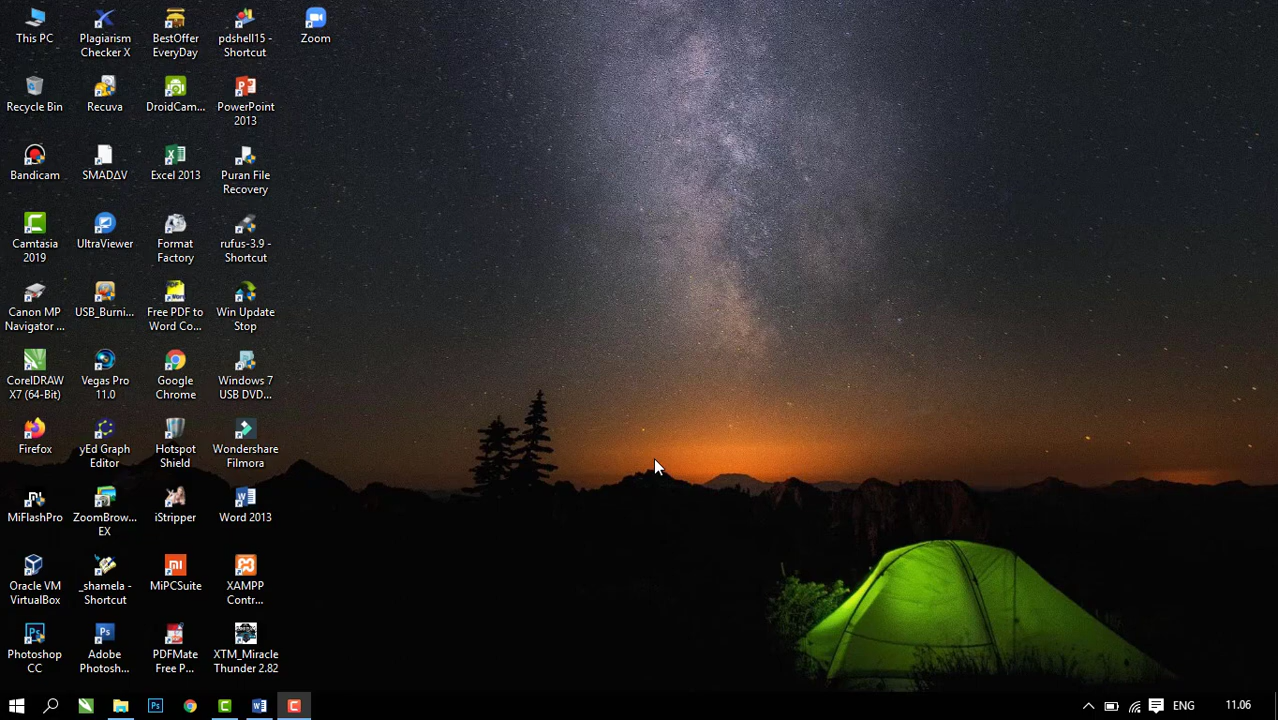 This PC
Plagiarism
Checker X
BestOffer
EveryDay
pdshell15 -
Shortcut
Zoom
Recycle Bin
Recuva
DroidCam...
PowerPoint
2013
Bandicam
SMADΔV
Excel 2013
Puran File
Recovery
Camtasia
2019
UltraViewer
Format
Factory
rufus-3.9 -
Shortcut
Canon MP
Navigator ...
USB_Burni...
Free PDF to
Word Co...
Win Update
Stop
CorelDRAW
X7 (64-Bit)
Vegas Pro
11.0
Google
Chrome
Windows 7
USB DVD...
Firefox
yEd Graph
Editor
Hotspot
Shield
Wondershare
Filmora
MiFlashPro
ZoomBrow...
EX
iStripper
Word 2013
Oracle VM
VirtualBox
_shamela -
Shortcut
MiPCSuite
XAMPP
Contr...
Photoshop
CC
Adobe
Photosh...
PDFMate
Free P...
XTM_Miracle
Thunder 2.82
ENG
11.06